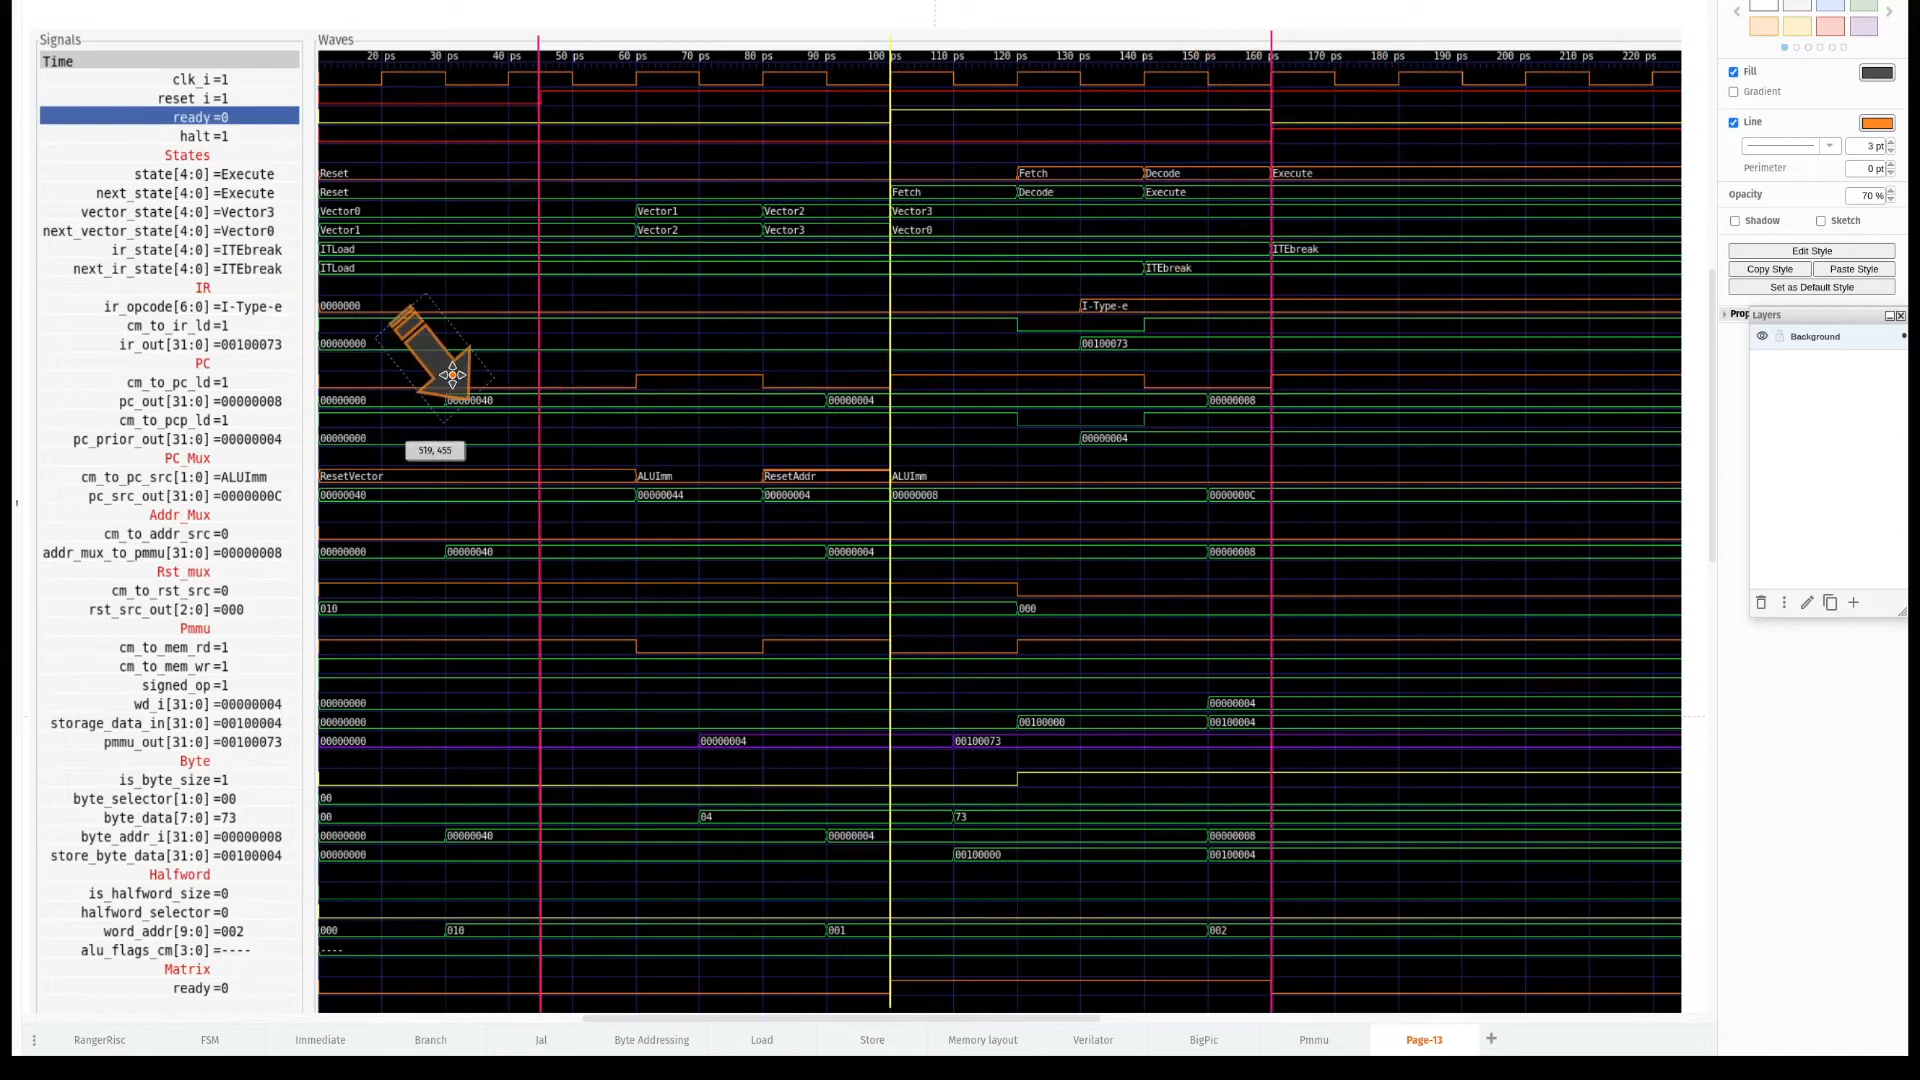 Signals
Waves
Time
20 ps 30 ps 40 ps 50 ps 60 ps 70 ps 80 ps 90 ps 100 ps 110 ps 120 ps 130 ps 140 ps 150 ps 160 ps 170 ps 180 ps 190 ps 200 ps 210 ps 220 ps
clk_i=1
reset_i=1
ready=0
halt=1
States
state[4:0]=Execute Reset Fetch Decode Execute
next_state[4:0]=Execute Reset Fetch Decode Execute
vector_state[4:0]=Vector3 Vector0 Vector1 Vector2 Vector3
next_vector_state[4:0]=Vector0 Vector1 Vector2 Vector3 Vector0
ir_state[4:0]=ITEbreak ITLoad ITEbreak
next_ir_state[4:0]=ITEbreak ITLoad ITEbreak
IR
ir_opcode[6:0]=I-Type-e 0000000 I-Type-e
cm_to_ir_ld=1
ir_out[31:0]=00100073 00000000 00100073
PC
cm_to_pc_ld=1
pc_out[31:0]=00000008 00000000 00000040 00000004 00000008
cm_to_pcp_ld=1
pc_prior_out[31:0]=00000004 00000000 00000004
519, 455
PC_Mux
cm_to_pc_src[1:0]=ALUImm ResetVector ALUImm ResetAddr ALUImm
pc_src_out[31:0]=0000000C 00000040 00000044 00000004 00000008 0000000C
Addr_Mux
cm_to_addr_src=0
addr_mux_to_pmmu[31:0]=00000008 00000000 00000040 00000004 00000008
Rst_mux
cm_to_rst_src=0
rst_src_out[2:0]=000 010 000
Pmmu
cm_to_mem_rd=1
cm_to_mem_wr=1
signed_op=1
wd_i[31:0]=00000004 00000000 00000004
storage_data_in[31:0]=00100004 00000000 00100000 00100004
pmmu_out[31:0]=00100073 00000000 00000004 00100073
Byte
is_byte_size=1
byte_selector[1:0]=00 00
byte_data[7:0]=73 00 04 73
byte_addr_i[31:0]=00000008 00000000 00000040 00000004 00000008
store_byte_data[31:0]=00100004 00000000 00100000 00100004
Halfword
is_halfword_size=0
halfword_selector=0
word_addr[9:0]=002 000 010 001 002
alu_flags_cm[3:0]=---- ----
Matrix
ready=0
Fill
Gradient
Line
3 pt
Perimeter 0 pt
Opacity 70 %
Shadow Sketch
Edit Style
Copy Style Paste Style
Set as Default Style
Prop
Layers
Background
RangerRisc FSM Immediate Branch Jal Byte Addressing Load Store Memory layout Verilator BigPic Pmmu Page-13